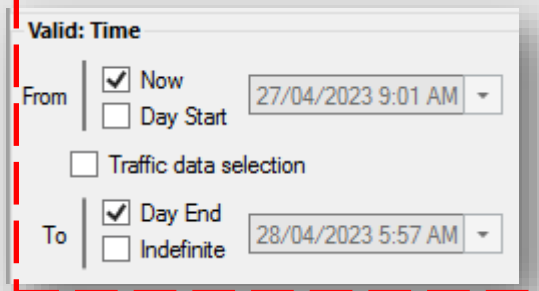 Valid: Time
From
Now
27/04/2023 9:01 AM
Day Start
Traffic data selection
To
Day End
28/04/2023 5:57 AM
Indefinite